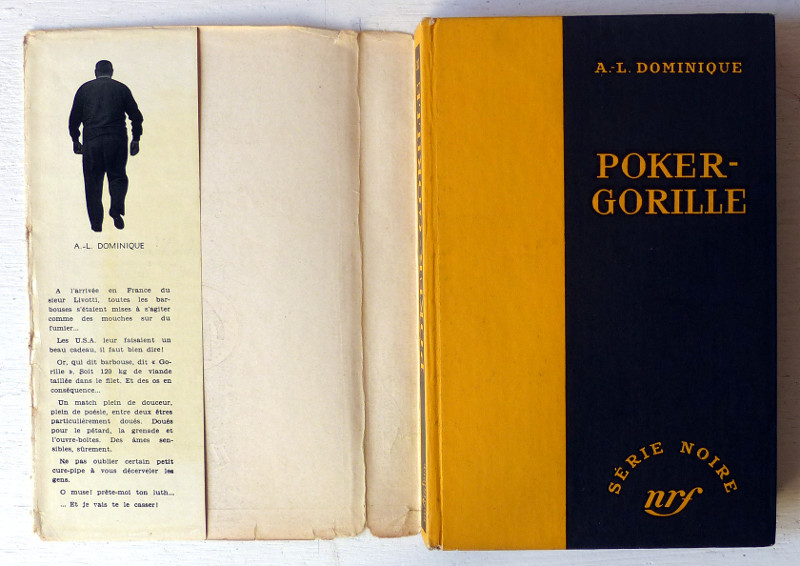 A.-L. DOMINIQUE
A l'arrivée en France du
sieur Livotti, toutes les bar-
bouses s'étaient mises à s'agiter
comme des mouches sur du
fumier...
Les U.S.A. leur faisaient un
beau cadeau, il faut bien dire!
Or, qui dit barbouse, dit « Go-
rille ». Soit 120 kg de viande
taillée dans le filet. Et des os en
conséquence...
Un match plein de douceur,
plein de poésie, entre deux êtres
particulièrement doués. Doués
pour le pétard, la grenade et
l'ouvre-boîtes. Des âmes sen-
sibles, sûrement.
Ne pas oublier certain petit
cure-pipe à vous décerveler les
gens.
O muse! prête-moi ton luth...
... Et je vais te le casser!
POKER-GORILLE
A.-L. DOMINIQUE
POKER-
GORILLE
SÉRIE NOIRE
nrf